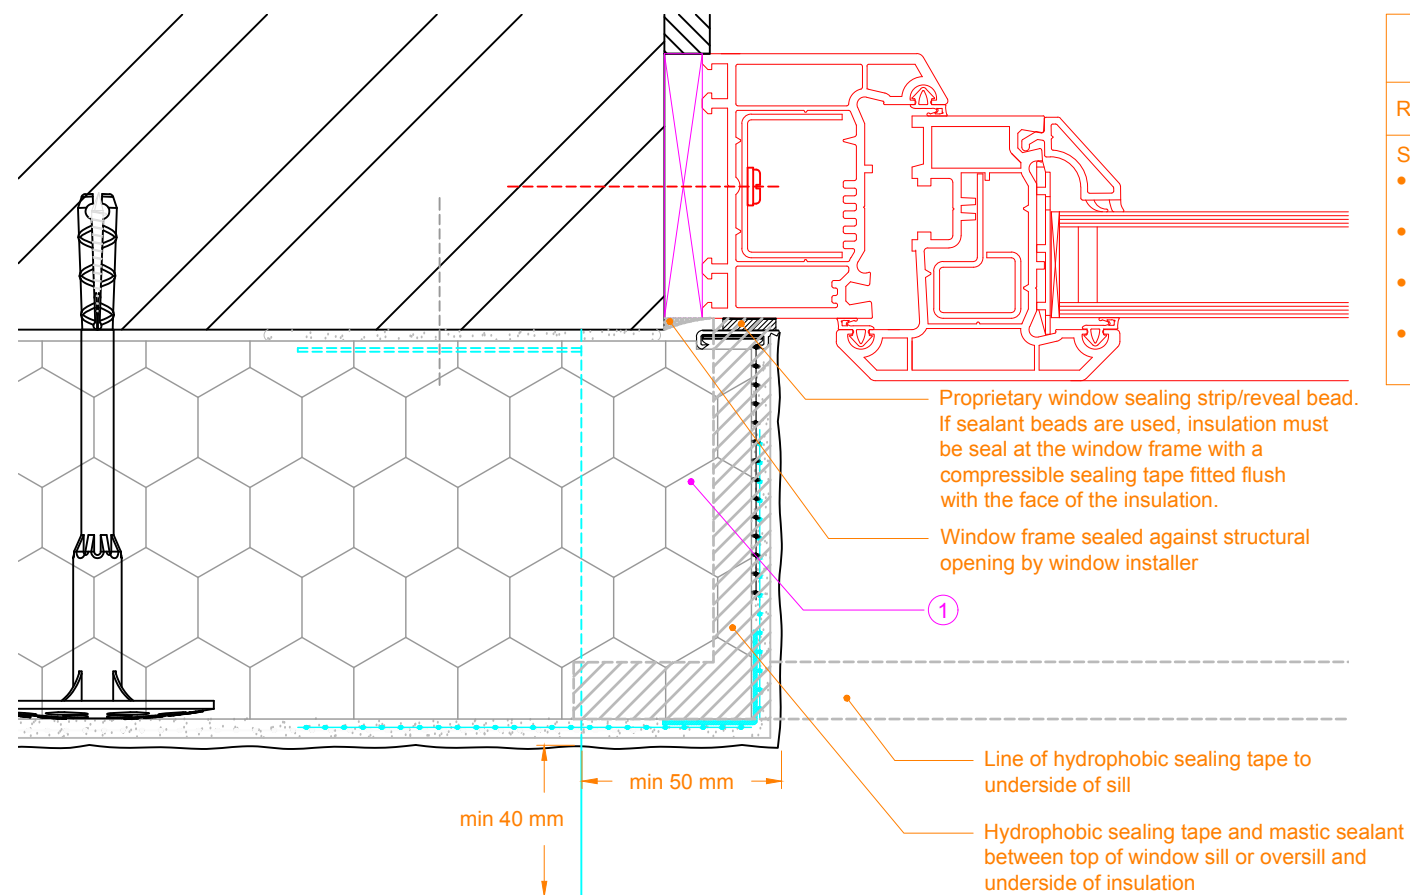 R
S
Proprietary window sealing strip/reveal bead.
If sealant beads are used, insulation must
be seal at the window frame with a
compressible sealing tape fitted flush
with the face of the insulation.
Window frame sealed against structural
opening by window installer
1
Line of hydrophobic sealing tape to
underside of sill
min 50 mm
min 40 mm
Hydrophobic sealing tape and mastic sealant
between top of window sill or oversill and
underside of insulation